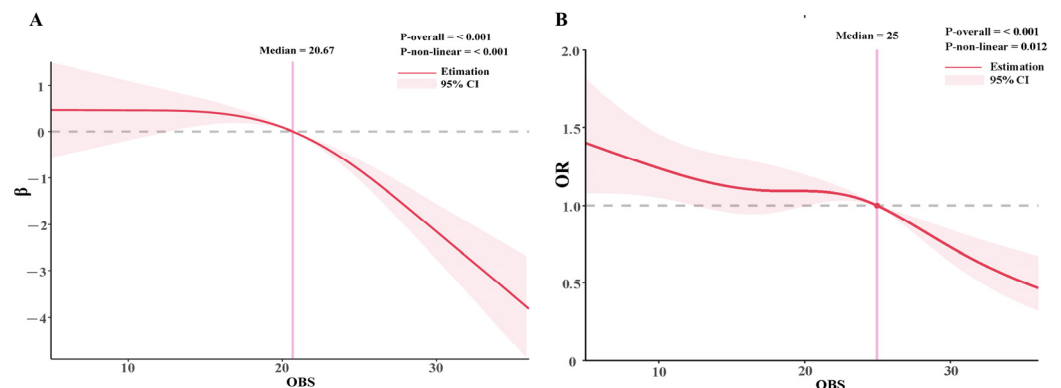 A
P-overall = < 0.001
Median = 20.67
P-non-linear = < 0.001
Etimation
95% CI
1
0
−1
−2
−3
−4
β
10
20
30
OBS
B
P-overall = < 0.001
Median = 25
P-non-linear = 0.012
Estimation
95% CI
2.0
1.5
1.0
0.5
0
OR
10
20
30
OBS